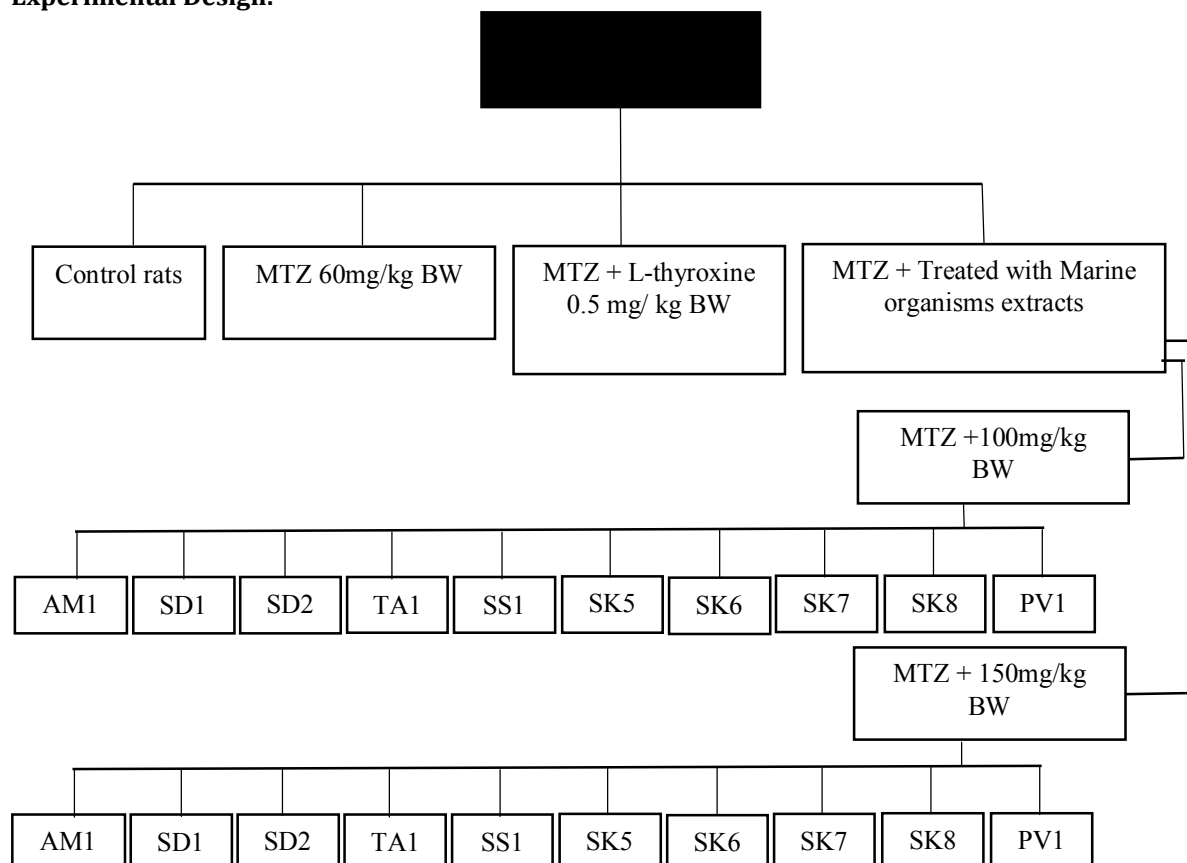 Experimental Design:
Control rats
MTZ 60mg/kg BW
MTZ + L-thyroxine
0.5 mg/ kg BW
MTZ + Treated with Marine
organisms extracts
MTZ +100mg/kg
BW
AM1
SD1
SD2
TA1
SS1
SK5
SK6
SK7
SK8
PV1
MTZ + 150mg/kg
BW
AM1
SD1
SD2
TA1
SS1
SK5
SK6
SK7
SK8
PV1